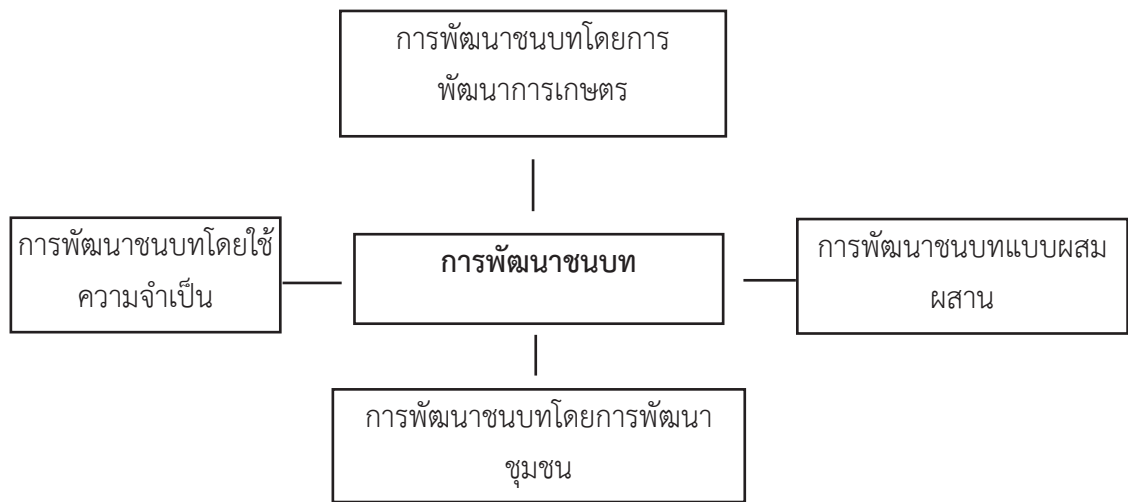 การพัฒนาชนบทโดยการ
พัฒนาการเกษตร
การพัฒนาชนบทโดยใช้
ความจำเป็น
การพัฒนาชนบท
การพัฒนาชนบทแบบผสม
ผสาน
การพัฒนาชนบทโดยการพัฒนา
ชุมชน